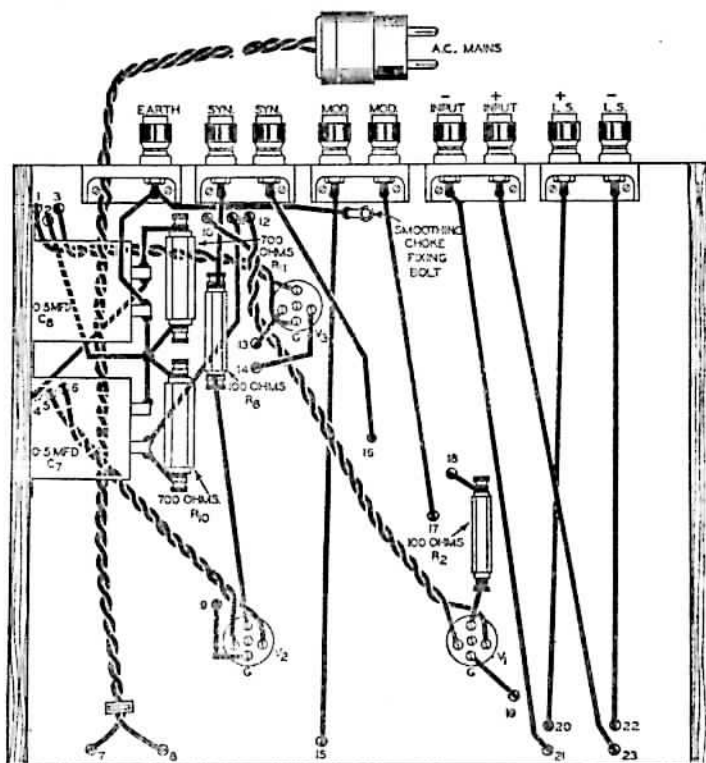 A.C. MAINS
EARTH SYN. SYN. MOD. MOD. - INPUT + INPUT + L.S. - L.S.
1 2 3
10 12
700 OHMS R11
SMOOTHING CHOKE FIXING BOLT
0.5 MFD C8
V3
G
13
14
100 OHMS R8
4 5 6
0.5 MFD C7
16
18
700 OHMS. R10
17
100 OHMS R2
9
V2
G
V1
G
19
20
22
7
8
15
21
23